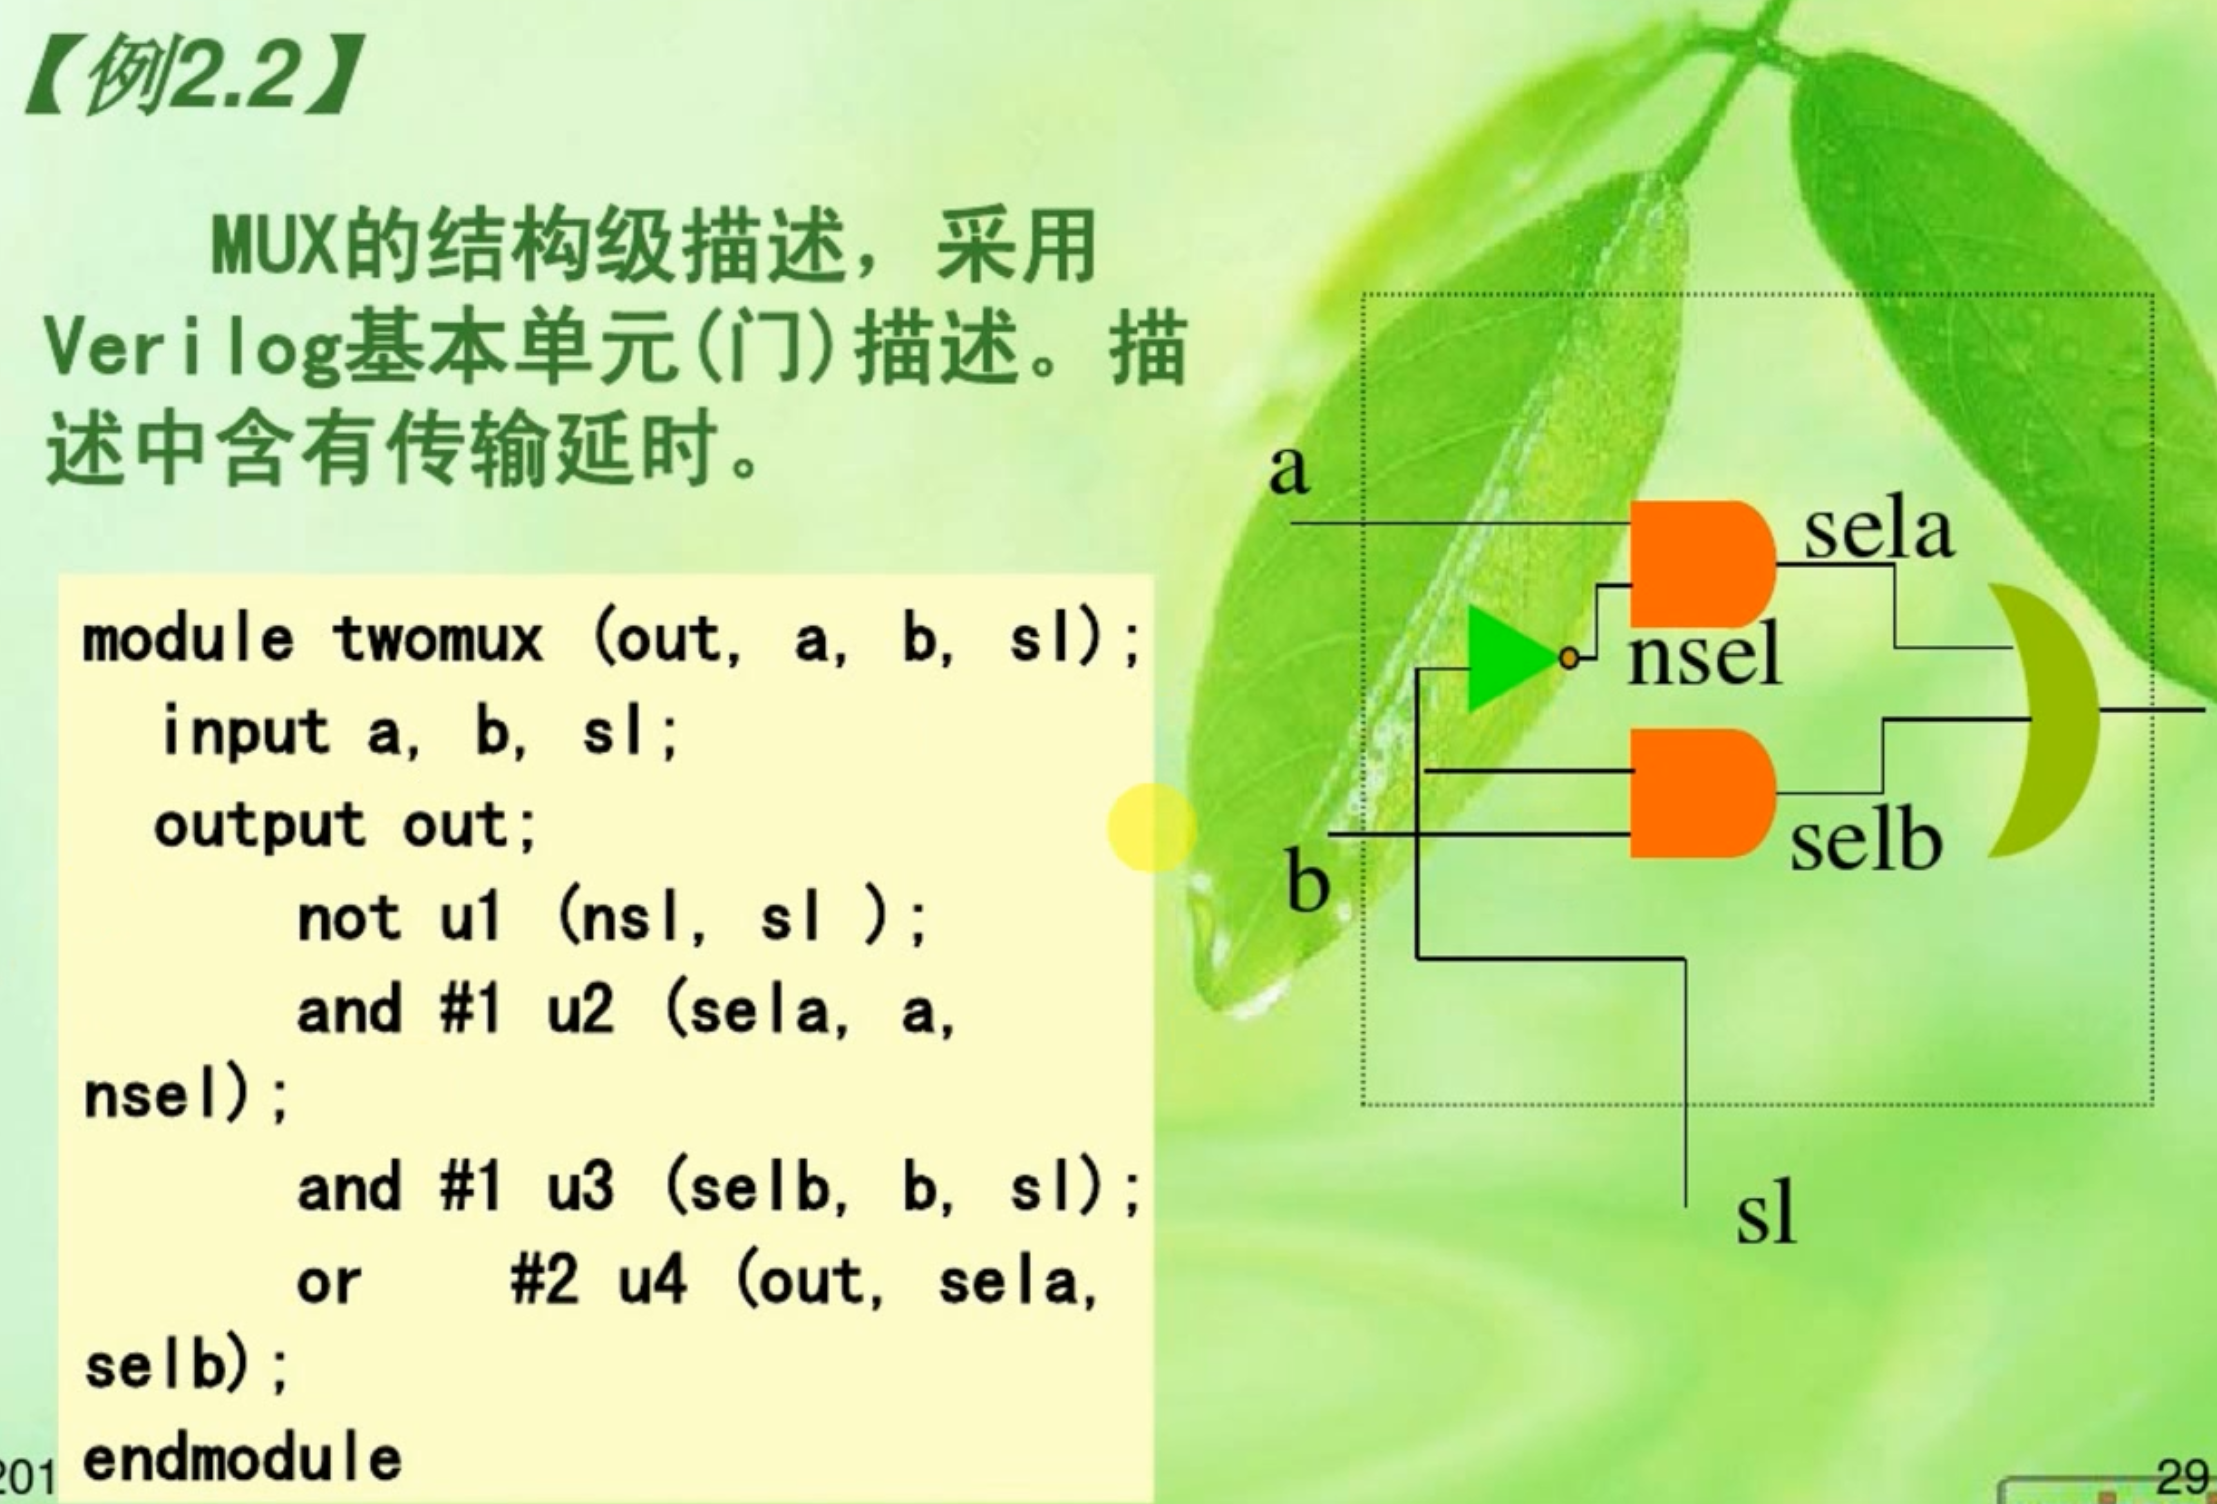 【例2.2】
MUX的结构级描述，采用
Verilog基本单元(门)描述。描
述中含有传输延时。
module twomux (out, a, b, sl);
input a, b, sl;
output out;
not u1 (nsl, sl );
and #1 u2 (sela, a,
nsel);
and #1 u3 (selb, b, sl);
or #2 u4 (out, sela,
selb);
endmodule
a
sela
nsel
selb
b
sl
201
29